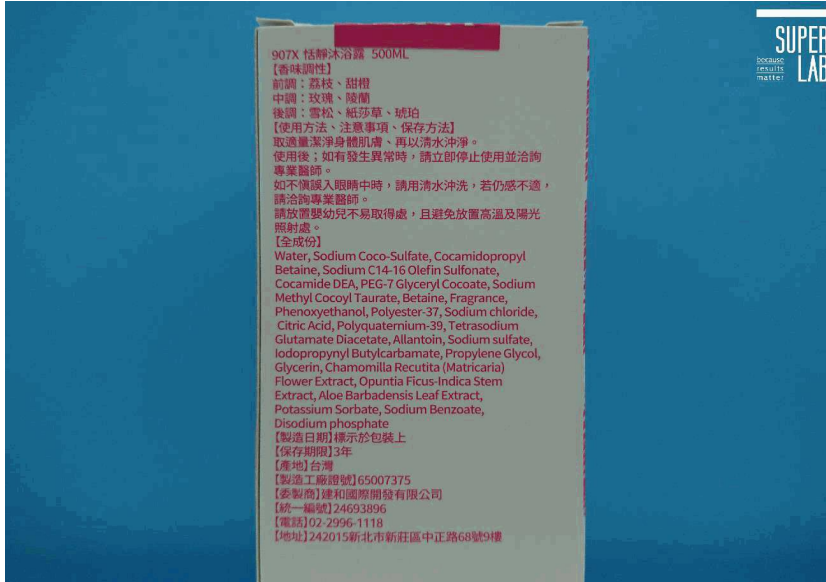 SUPER
LAB
because
results
matter
907X 恬靜沐浴露 500ML
【香味調性】
前調：荔枝、甜橙
中調：玫瑰、陵蘭
後調：雪松、紙莎草、琥珀
【使用方法、注意事項、保存方法】
取適量潔淨身體肌膚、再以清水沖淨。
使用後；如有發生異常時，請立即停止使用並洽詢
專業醫師。
如不慎誤入眼睛中時，請用清水沖洗，若仍感不適，
請洽詢專業醫師。
請放置嬰幼兒不易取得處，且避免放置高溫及陽光
照射處。
【全成份】
Water, Sodium Coco-Sulfate, Cocamidopropyl
Betaine, Sodium C14-16 Olefin Sulfonate,
Cocamide DEA, PEG-7 Glyceryl Cocoate, Sodium
Methyl Cocoyl Taurate, Betaine, Fragrance,
Phenoxyethanol, Polyester-37, Sodium chloride,
Citric Acid, Polyquaternium-39, Tetrasodium
Glutamate Diacetate, Allantoin, Sodium sulfate,
Iodopropynyl Butylcarbamate, Propylene Glycol,
Glycerin, Chamomilla Recutita (Matricaria)
Flower Extract, Opuntia Ficus-Indica Stem
Extract, Aloe Barbadensis Leaf Extract,
Potassium Sorbate, Sodium Benzoate,
Disodium phosphate
【製造日期】標示於包裝上
【保存期限】3年
【產地】台灣
【製造工廠證號】65007375
【委製商】建和國際開發有限公司
【統一編號】24693896
【電話】02-2996-1118
【地址】242015新北市新莊區中正路68號9樓